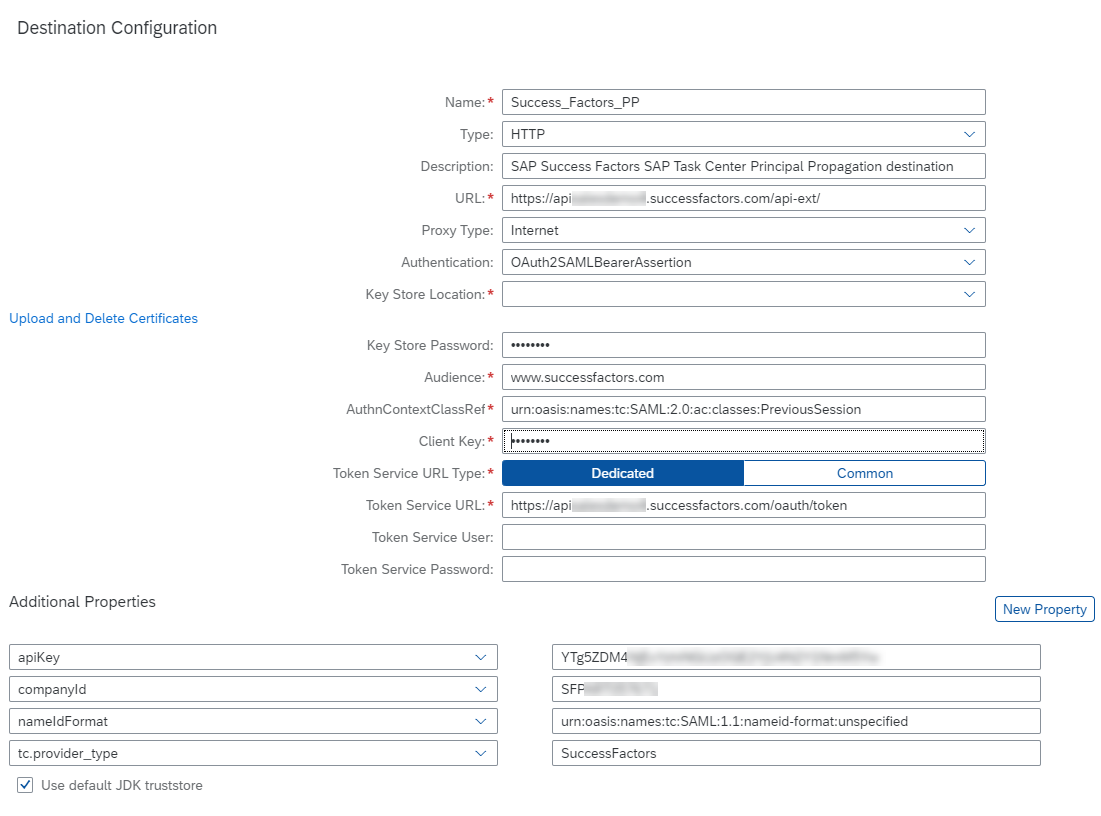 Destination Configuration
Name:* Success_Factors_PP
Type: HTTP
Description: SAP Success Factors SAP Task Center Principal Propagation destination
URL:* https://api .successfactors.com/api-ext/
Proxy Type: Internet
Authentication: OAuth2SAMLBearerAssertion
Key Store Location:*
Upload and Delete Certificates
Key Store Password: ••••••••
Audience:* www.successfactors.com
AuthnContextClassRef* urn:oasis:names:tc:SAML:2.0:ac:classes:PreviousSession
Client Key:* ••••••••
Token Service URL Type:* Dedicated Common
Token Service URL:* https://api .successfactors.com/oauth/token
Token Service User:
Token Service Password:
Additional Properties
New Property
apiKey YTg5ZDM4
companyId SFP
nameIdFormat urn:oasis:names:tc:SAML:1.1:nameid-format:unspecified
tc.provider_type SuccessFactors
Use default JDK truststore